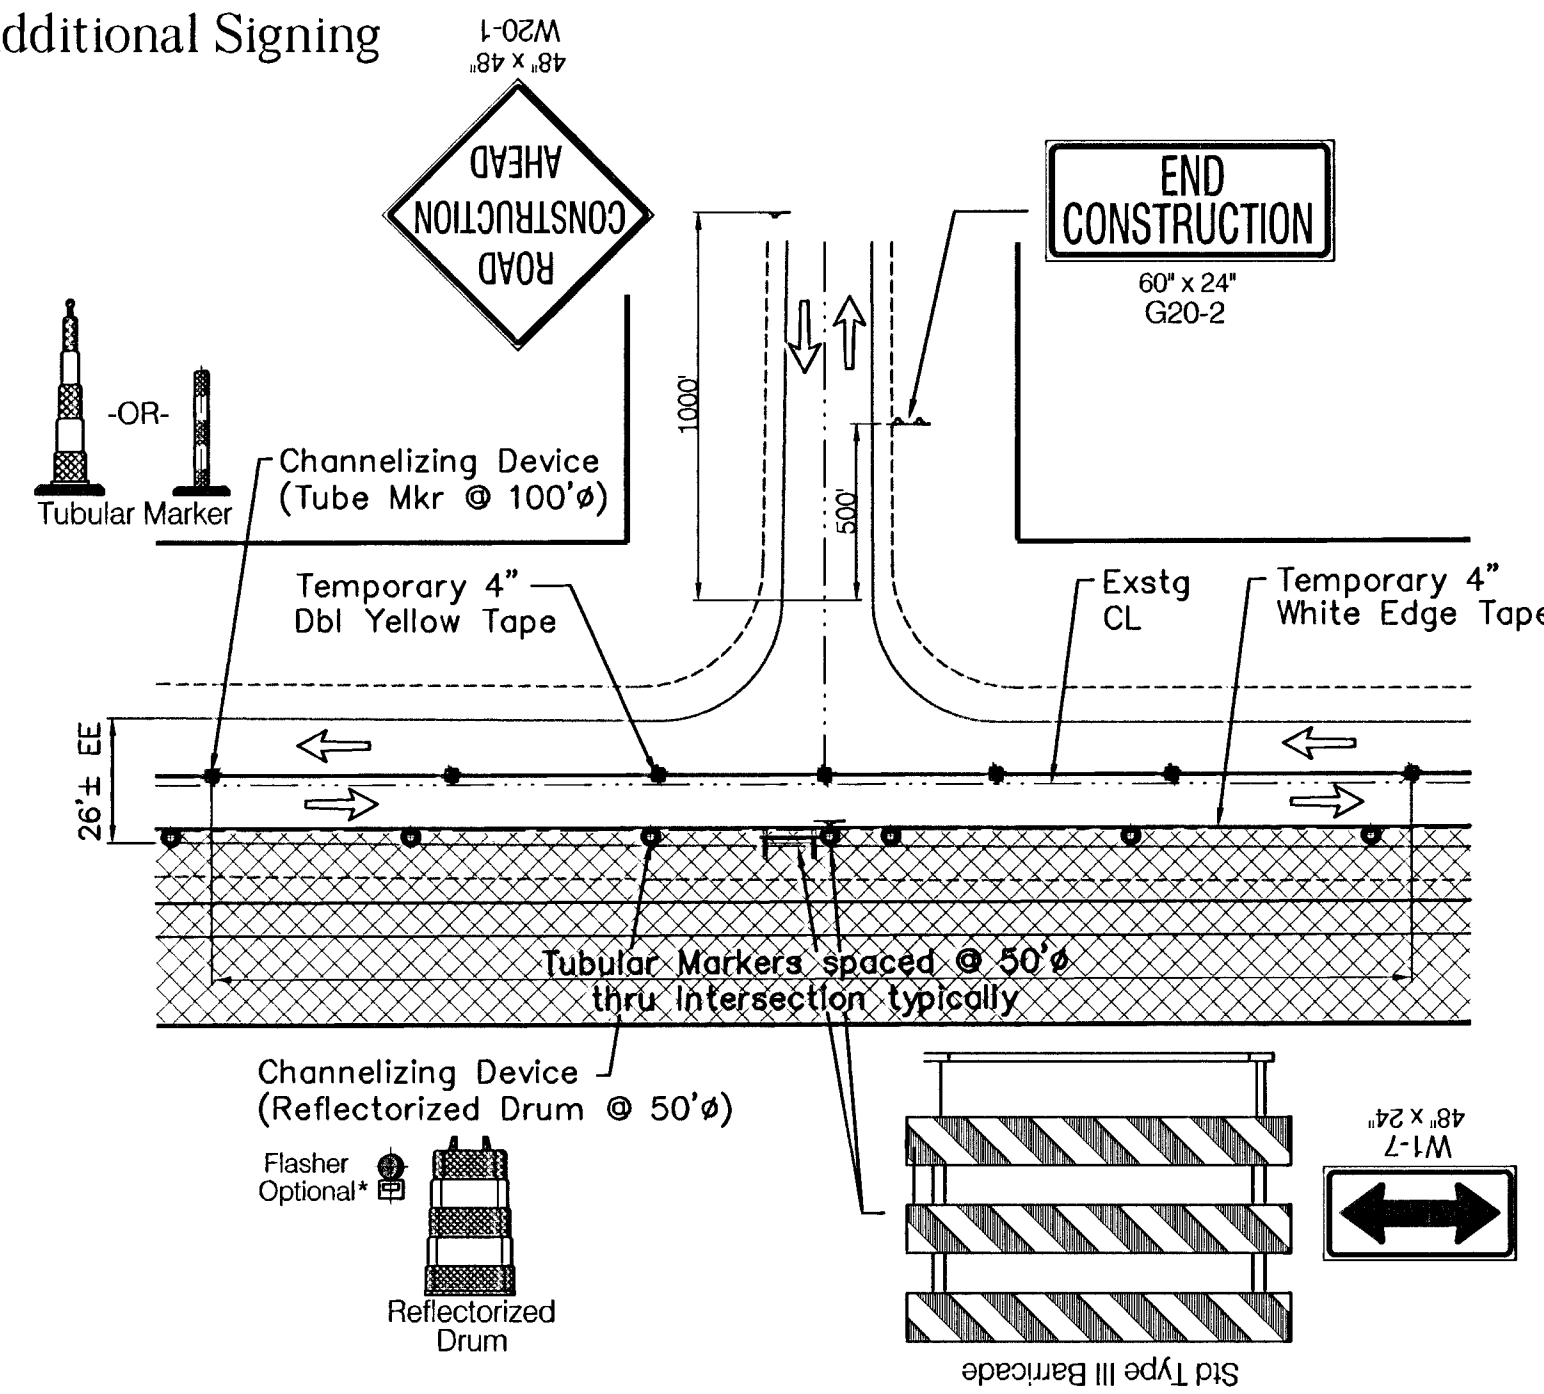 dditional Signing
W20-1
48" x 48"
ROAD
CONSTRUCTION
AHEAD
END
CONSTRUCTION
60" x 24"
G20-2
-OR-
Tubular Marker
1000'
500'
Channelizing Device
(Tube Mkr @ 100'ø)
Temporary 4"
Dbl Yellow Tape
Exstg
CL
Temporary 4"
White Edge Tape
26'± EE
Tubular Markers spaced @ 50'ø
thru Intersection typically
Channelizing Device
(Reflectorized Drum @ 50'ø)
Flasher
Optional*
Reflectorized
Drum
W1-7
48" x 24"
Std Type III Barricade